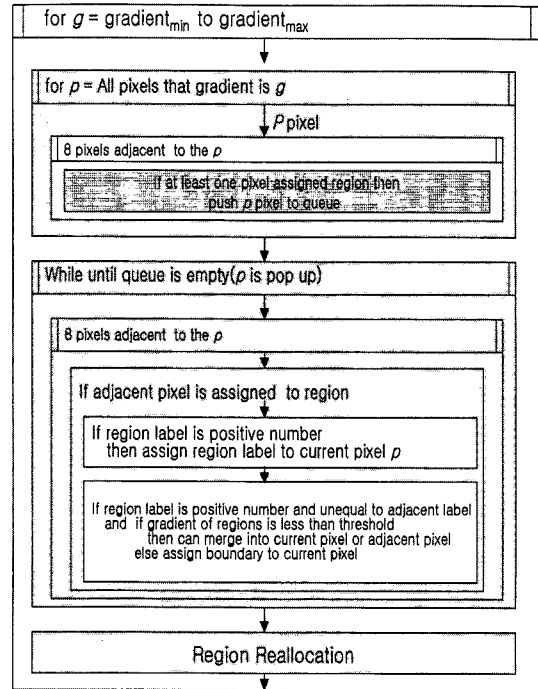 for g = gradient_min to gradient_max
for p = All pixels that gradient is g
P pixel
8 pixels adjacent to the p
If at least one pixel assigned region then
push p pixel to queue
While until queue is empty(p is pop up)
8 pixels adjacent to the p
If adjacent pixel is assigned to region
If region label is positive number
then assign region label to current pixel p
If region label is positive number and unequal to adjacent label
and if gradient of regions is less than threshold
then can merge into current pixel or adjacent pixel
else assign boundary to current pixel
Region Reallocation